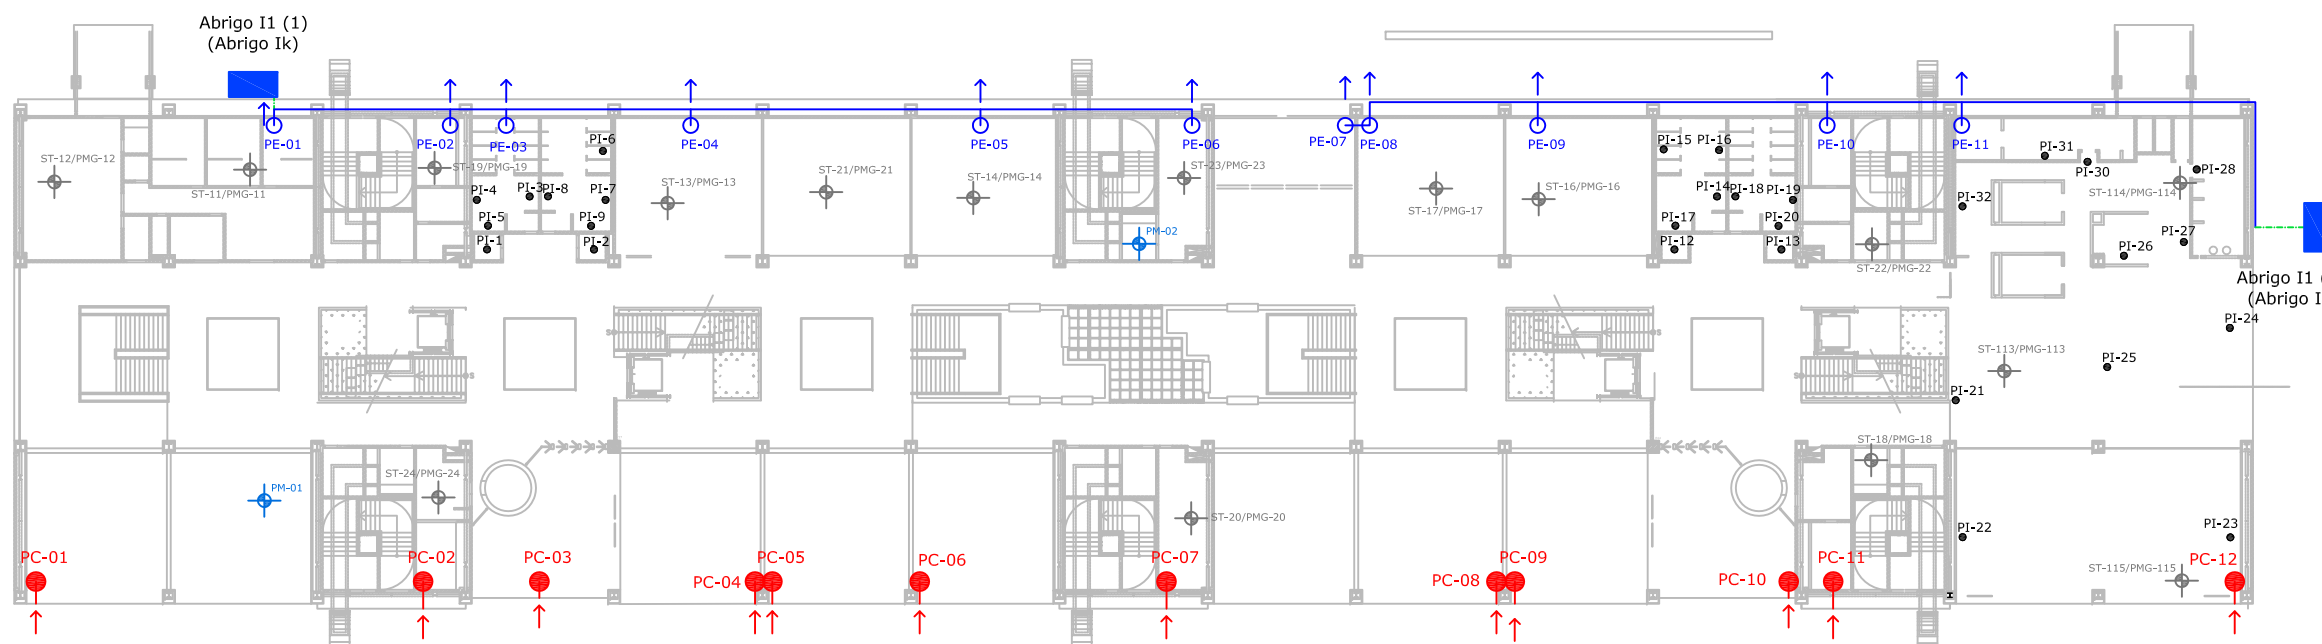 Abrigo I1 (1)
(Abrigo Ik)
PE-01
PE-02
PE-03
PE-04
PE-05
PE-06
PE-07
PE-08
PE-09
PE-10
PE-11
PI-6
PI-15
PI-16
PI-31
PI-30
PI-28
ST-12/PMG-12
ST-11/PMG-11
ST-19/PMG-19
ST-13/PMG-13
ST-21/PMG-21
ST-14/PMG-14
ST-23/PMG-23
ST-17/PMG-17
ST-16/PMG-16
ST-114/PMG-114
PI-4
PI-3
PI-8
PI-7
PI-14
PI-18
PI-19
PI-32
PI-5
PI-9
PI-17
PI-20
PI-1
PI-2
PM-02
PI-12
PI-13
PI-26
PI-27
ST-22/PMG-22
Abrigo I1 (
(Abrigo I
PI-24
ST-113/PMG-113
PI-25
PI-21
S
S
S
S
ST-24/PMG-24
ST-18/PMG-18
PM-01
ST-20/PMG-20
PI-22
PI-23
PC-01
PC-02
PC-03
PC-04
PC-05
PC-06
PC-07
PC-08
PC-09
PC-10
PC-11
ST-115/PMG-115
PC-12